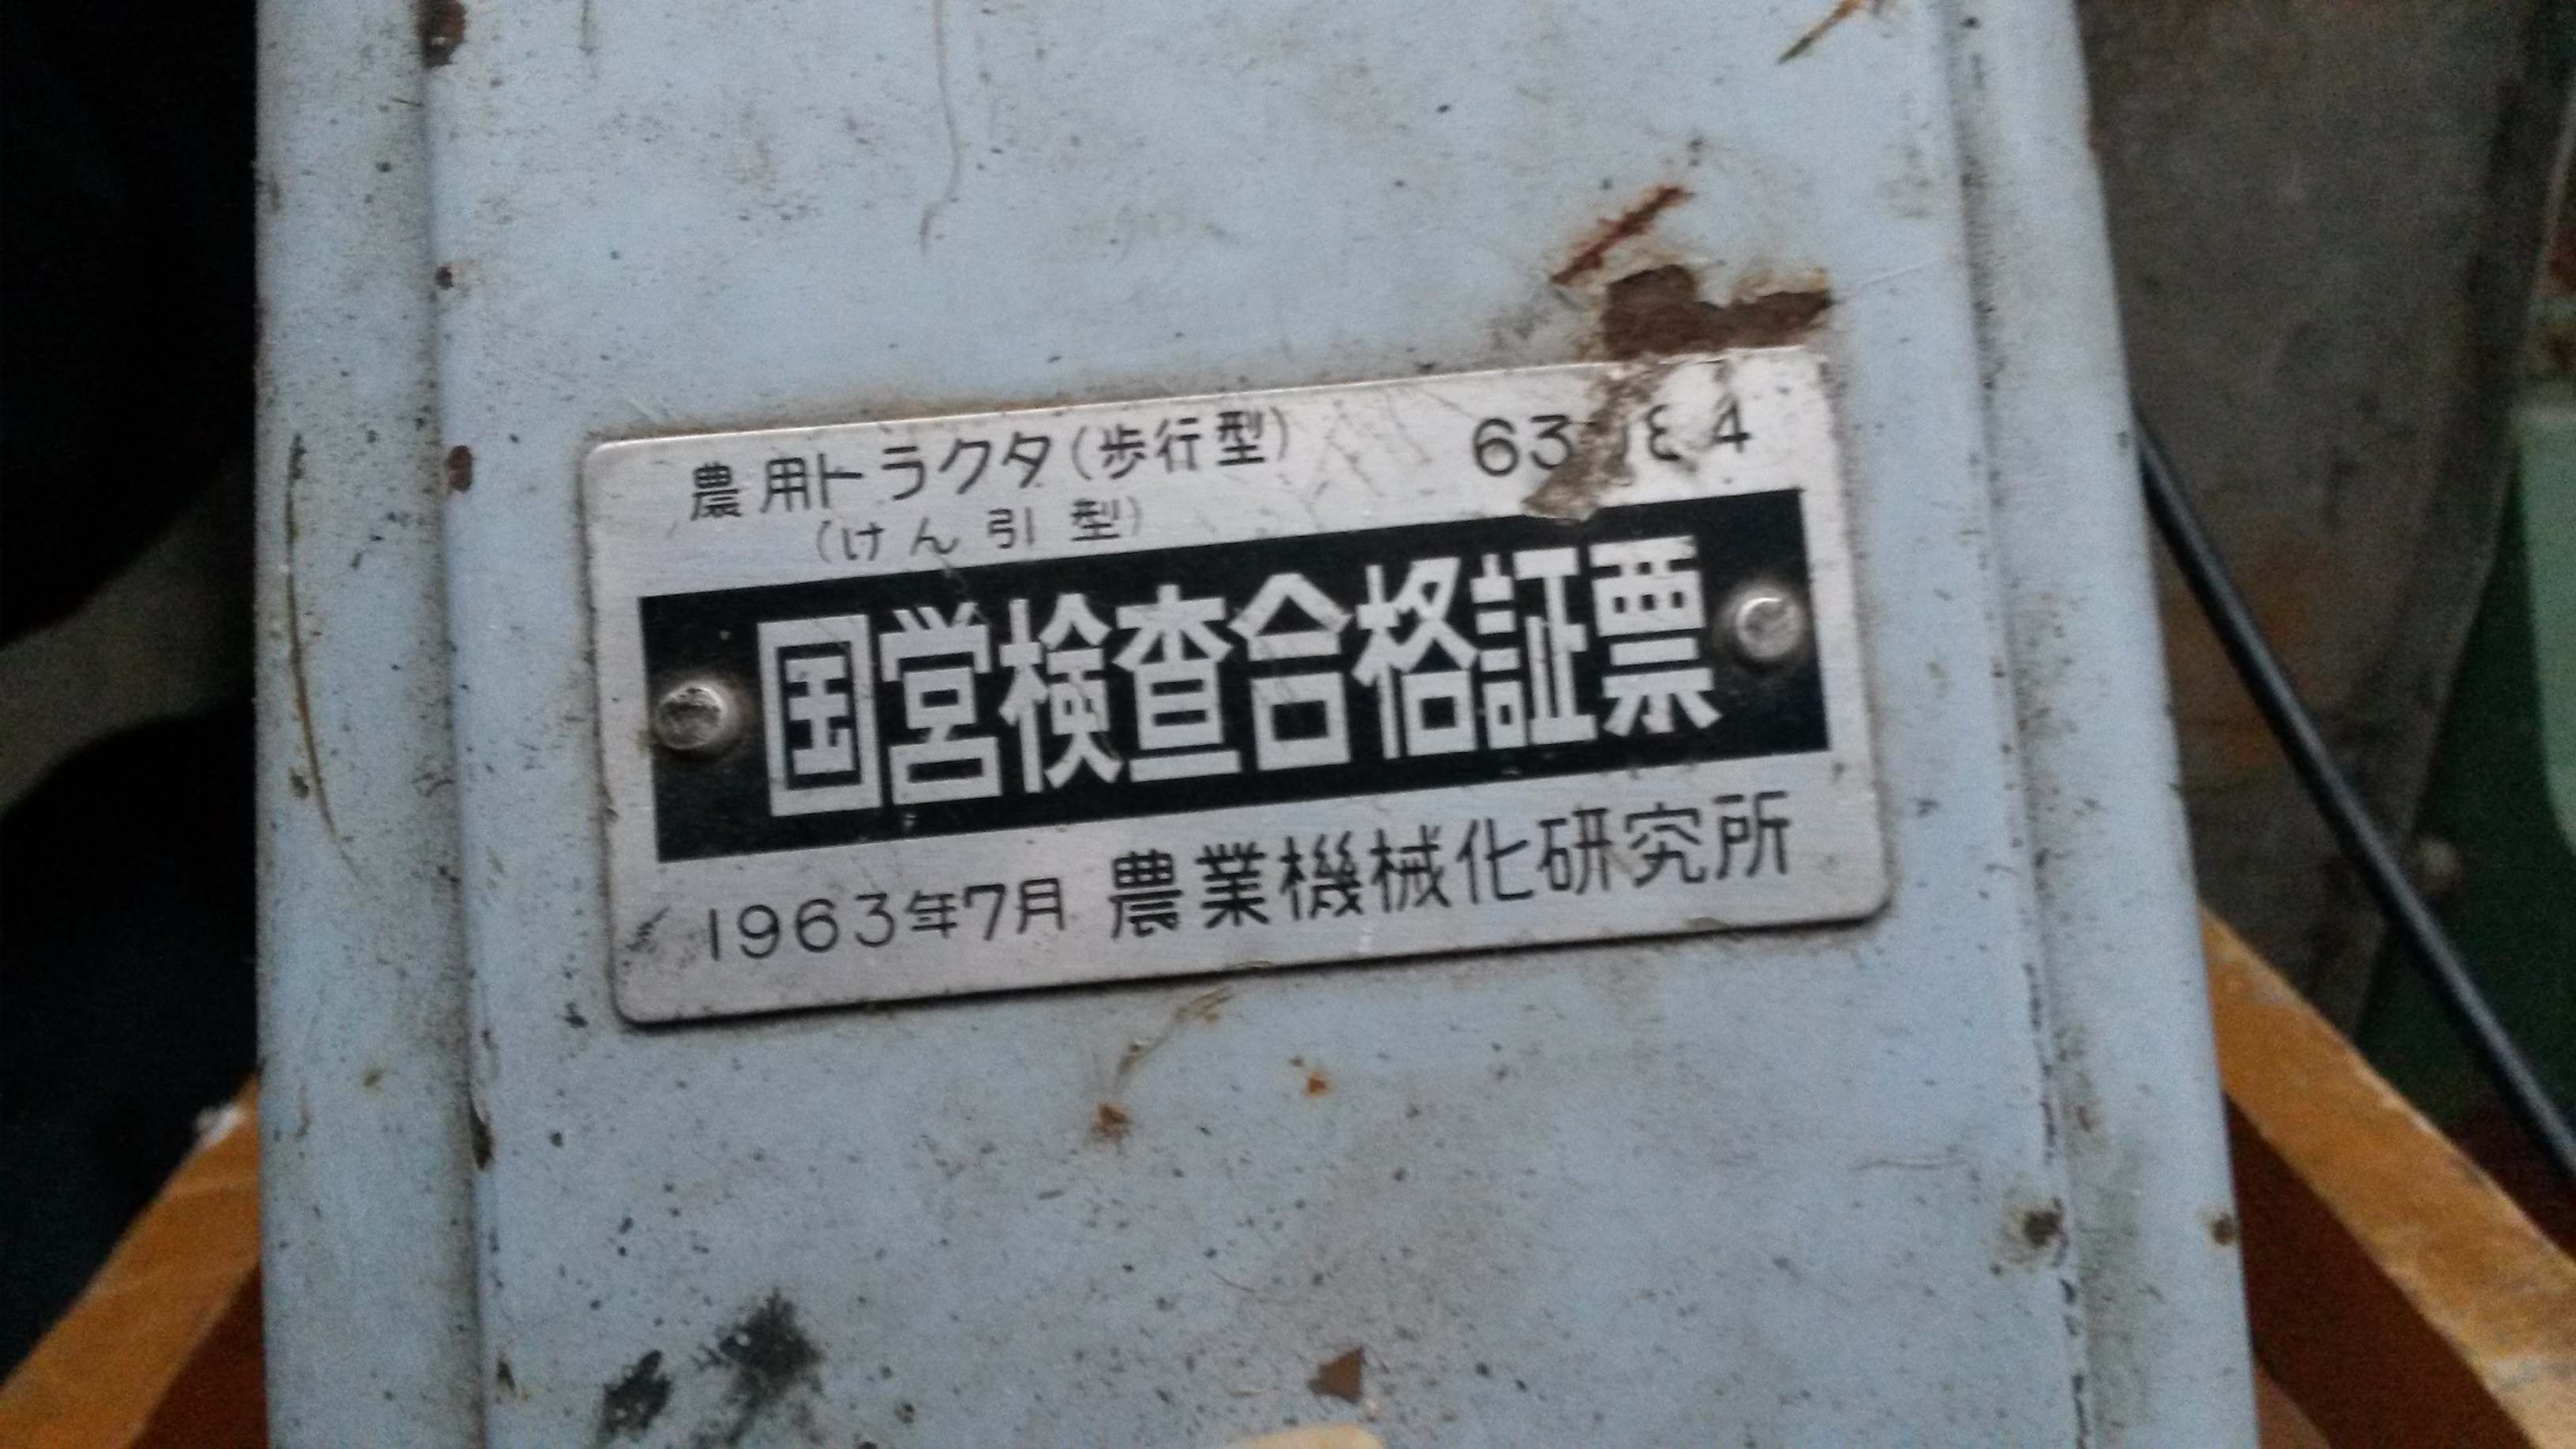 農用トラクタ(歩行型)
(けん引型)
国営検査合格証票
1963年7月 農業機械化研究所